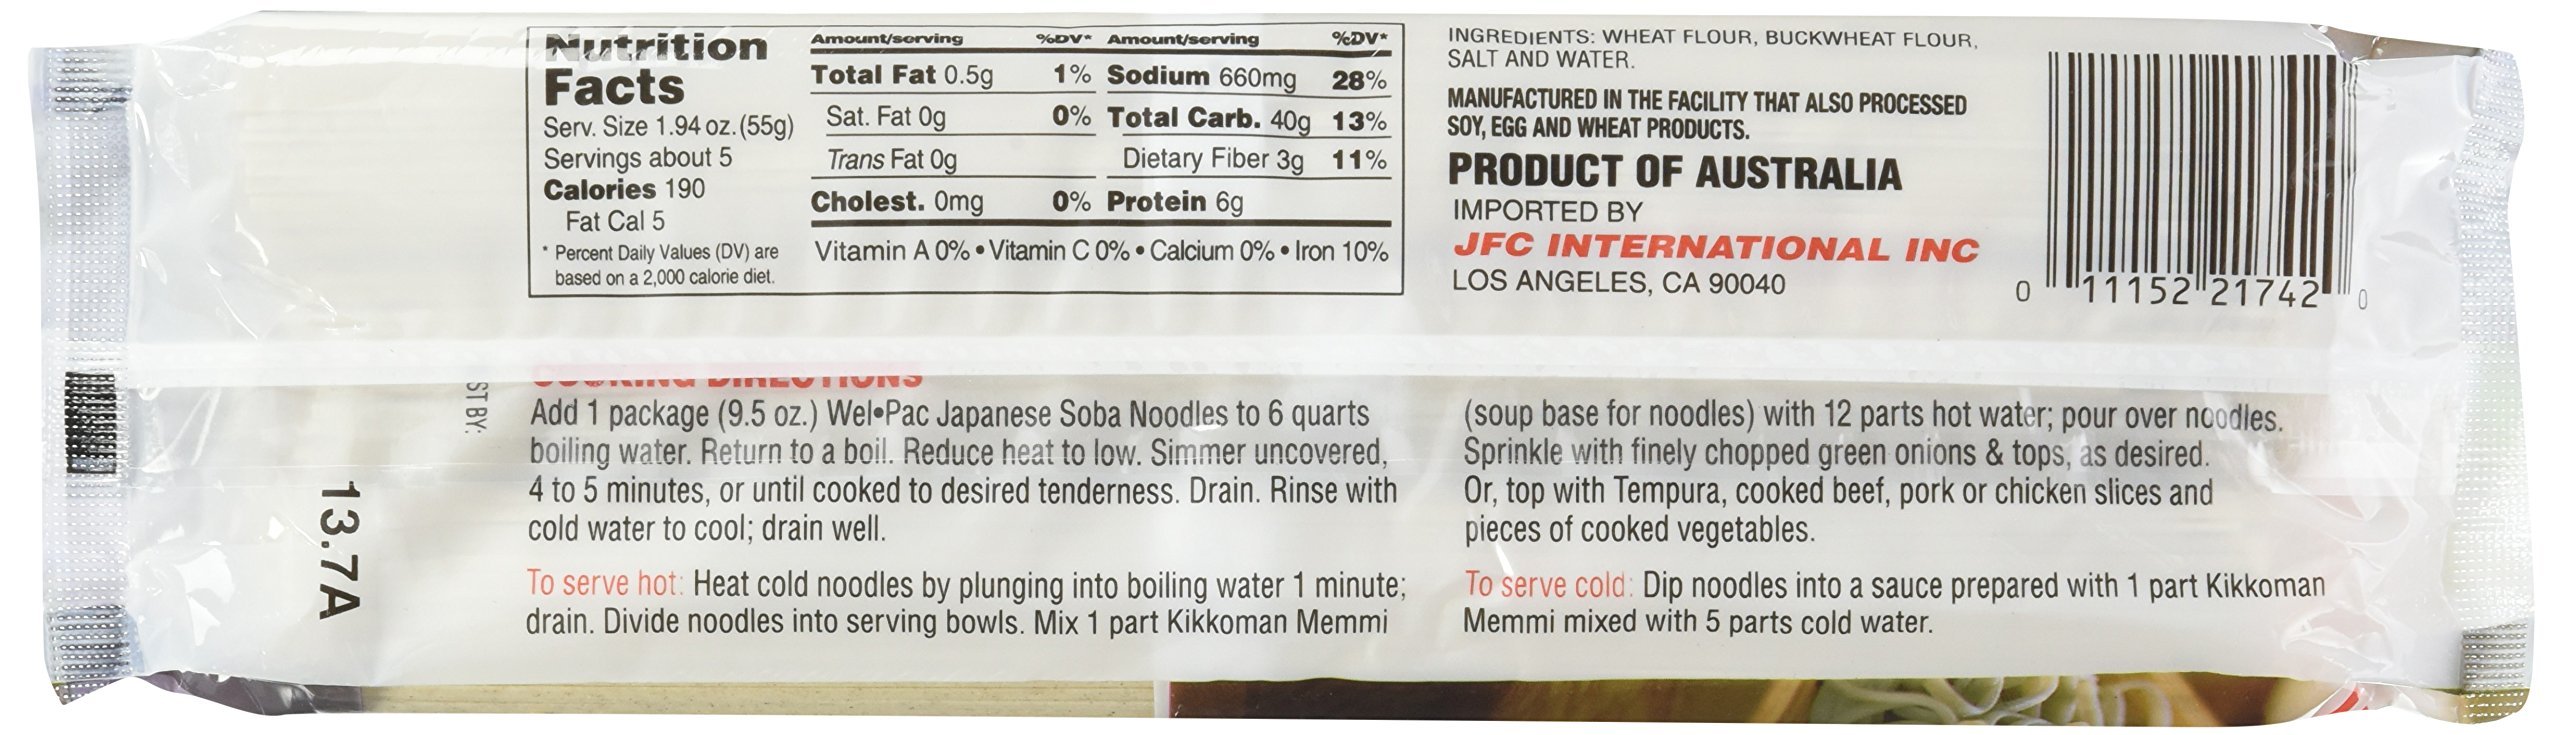 Nutrition
Facts
Serv. Size 1.94 oz. (55g)
Servings about 5
Calories 190
Fat Cal 5
* Percent Daily Values (DV) are
based on a 2,000 calorie diet.
Amount/serving %DV* Amount/serving %DV*
Total Fat 0.5g 1% Sodium 660mg 28%
Sat. Fat 0g 0% Total Carb. 40g 13%
Trans Fat 0g Dietary Fiber 3g 11%
Cholest. 0mg 0% Protein 6g
Vitamin A 0% • Vitamin C 0% • Calcium 0% • Iron 10%
INGREDIENTS: WHEAT FLOUR, BUCKWHEAT FLOUR,
SALT AND WATER.
MANUFACTURED IN THE FACILITY THAT ALSO PROCESSED
SOY, EGG AND WHEAT PRODUCTS.
PRODUCT OF AUSTRALIA
IMPORTED BY
JFC INTERNATIONAL INC
LOS ANGELES, CA 90040
0 11152 21742 0
ST BY:
13.7A
COOKING DIRECTIONS
Add 1 package (9.5 oz.) Wel•Pac Japanese Soba Noodles to 6 quarts
boiling water. Return to a boil. Reduce heat to low. Simmer uncovered,
4 to 5 minutes, or until cooked to desired tenderness. Drain. Rinse with
cold water to cool; drain well.
To serve hot: Heat cold noodles by plunging into boiling water 1 minute;
drain. Divide noodles into serving bowls. Mix 1 part Kikkoman Memmi
(soup base for noodles) with 12 parts hot water; pour over noodles.
Sprinkle with finely chopped green onions & tops, as desired.
Or, top with Tempura, cooked beef, pork or chicken slices and
pieces of cooked vegetables.
To serve cold: Dip noodles into a sauce prepared with 1 part Kikkoman
Memmi mixed with 5 parts cold water.